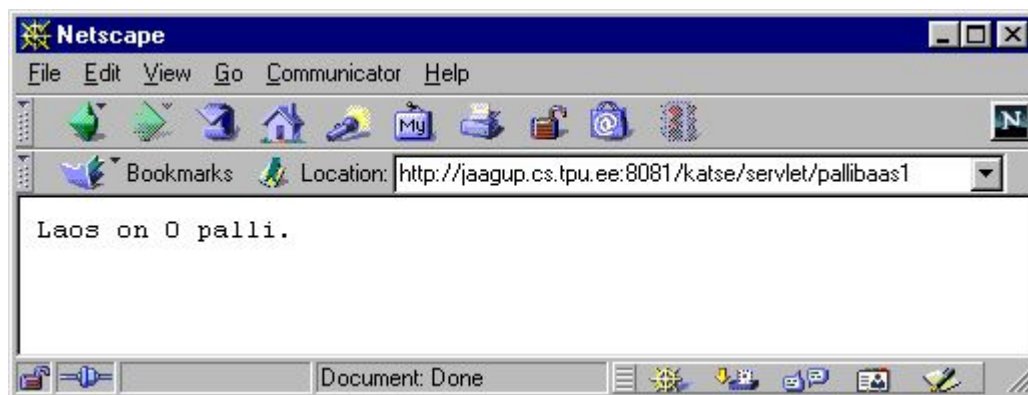 Netscape
File Edit View Go Communicator Help
My N
Bookmarks Location: http://jaagup.cs.tpu.ee:8081/katse/servlet/pallibaas1
Laos on 0 palli.
Document: Done